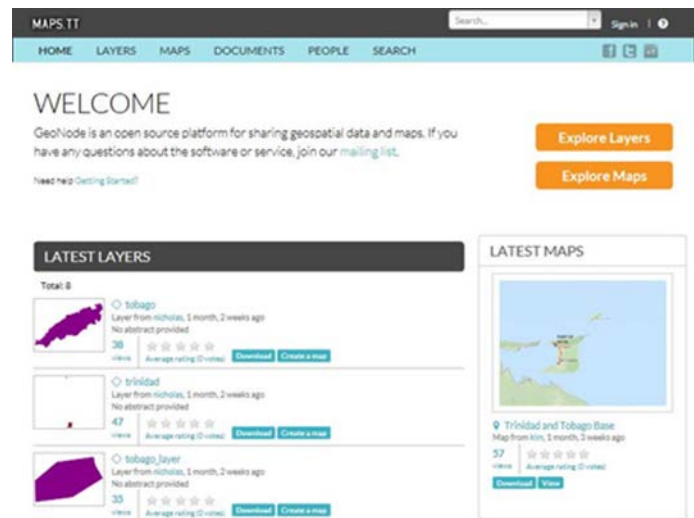 MAPS.TT
Search...
Sign in
HOME LAYERS MAPS DOCUMENTS PEOPLE SEARCH
WELCOME
GeoNode is an open source platform for sharing geospatial data and maps. If you
have any questions about the software or service, join our mailing list.
Need help Getting Started?
Explore Layers
Explore Maps
LATEST LAYERS
Total: 8
tobago
Layer from nicholas, 1 month, 2 weeks ago
No abstract provided
38
views Average rating (0 votes) Download Create a map
trinidad
Layer from nicholas, 1 month, 2 weeks ago
No abstract provided
47
views Average rating (0 votes) Download Create a map
tobago_layer
Layer from nicholas, 1 month, 2 weeks ago
No abstract provided
35
views Average rating (0 votes) Download Create a map
LATEST MAPS
Trinidad and Tobago Base
Map from kim, 1 month, 3 weeks ago
57
views Average rating (0 votes)
Download View